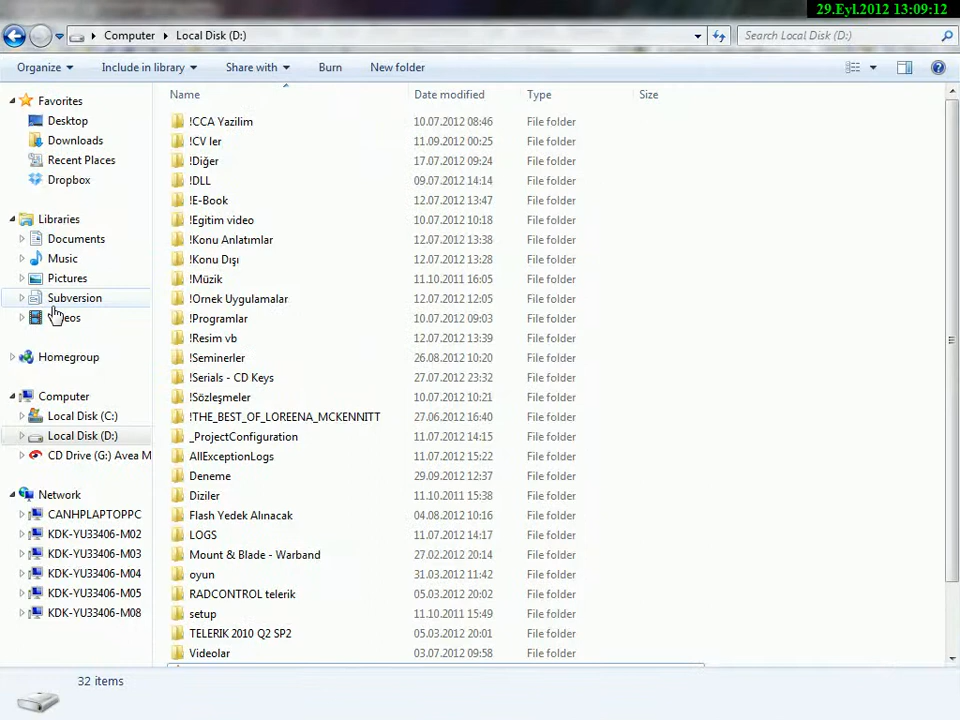 29.Eyl.2012 13:09:12
Computer Local Disk (D:) Search Local Disk (D:)
Organize Include in library Share with Burn New folder
Name Date modified Type Size
Favorites
Desktop
Downloads
Recent Places
Dropbox
Libraries
Documents
Music
Pictures
Subversion
Homegroup
Computer
Local Disk (C:)
Local Disk (D:)
CD Drive (G:) Avea M
Network
CANHPLAPTOPPC
KDK-YU33406-M02
KDK-YU33406-M03
KDK-YU33406-M04
KDK-YU33406-M05
KDK-YU33406-M08
!CCA Yazilim 10.07.2012 08:46 File folder
!CV ler 11.09.2012 00:25 File folder
!Diğer 17.07.2012 09:24 File folder
!DLL 09.07.2012 14:14 File folder
!E-Book 12.07.2012 13:47 File folder
!Egitim video 10.07.2012 10:18 File folder
!Konu Anlatımlar 12.07.2012 13:38 File folder
!Konu Dışı 12.07.2012 13:28 File folder
!Müzik 11.10.2011 16:05 File folder
!Ornek Uygulamalar 12.07.2012 12:05 File folder
!Programlar 10.07.2012 09:03 File folder
!Resim vb 12.07.2012 13:39 File folder
!Seminerler 26.08.2012 10:20 File folder
!Serials - CD Keys 27.07.2012 23:32 File folder
!Sözleşmeler 10.07.2012 10:21 File folder
!THE_BEST_OF_LOREENA_MCKENNITT 27.06.2012 16:40 File folder
_ProjectConfiguration 11.07.2012 14:15 File folder
AllExceptionLogs 11.07.2012 15:22 File folder
Deneme 29.09.2012 12:37 File folder
Diziler 11.10.2011 15:38 File folder
Flash Yedek Alınacak 04.08.2012 10:16 File folder
LOGS 11.07.2012 14:17 File folder
Mount & Blade - Warband 27.02.2012 20:14 File folder
oyun 31.03.2012 11:42 File folder
RADCONTROL telerik 05.03.2012 20:02 File folder
setup 11.10.2011 15:49 File folder
TELERIK 2010 Q2 SP2 05.03.2012 20:01 File folder
Videolar 03.07.2012 09:58 File folder
32 items